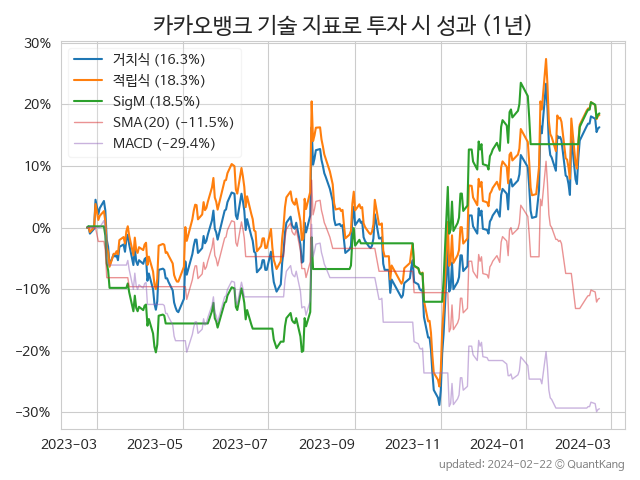 카카오뱅크 기술 지표로 투자 시 성과 (1년)
30%
20%
10%
0%
−10%
−20%
−30%
거치식 (16.3%)
적립식 (18.3%)
SigM (18.5%)
SMA(20) (−11.5%)
MACD (−29.4%)
2023-03 2023-05 2023-07 2023-09 2023-11 2024-01 2024-03
updated: 2024-02-22 ⓒ QuantKang